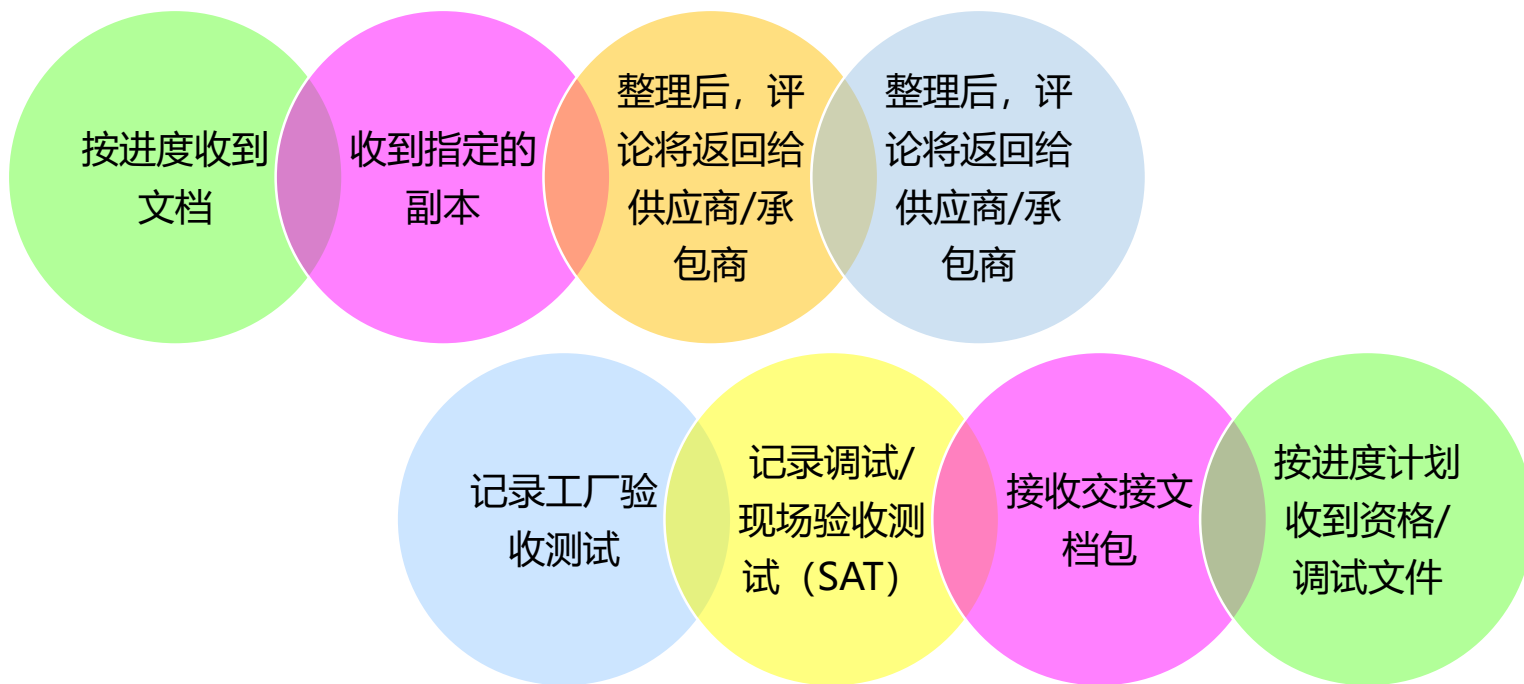 按进度收到
文档
收到指定的
副本
整理后，评
论将返回给
供应商/承
包商
整理后，评
论将返回给
供应商/承
包商
记录工厂验
收测试
记录调试/
现场验收测
试（SAT）
接收交接文
档包
按进度计划
收到资格/
调试文件